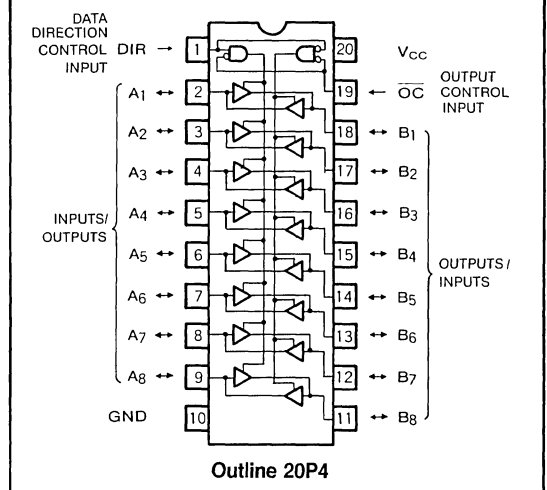 DATA
DIRECTION
CONTROL
INPUT
DIR → 1
20 VCC
A1 ↔ 2
19 ← OC OUTPUT CONTROL INPUT
A2 ↔ 3
18 ↔ B1
A3 ↔ 4
17 ↔ B2
A4 ↔ 5
16 ↔ B3
INPUTS/
OUTPUTS
A5 ↔ 6
15 ↔ B4
OUTPUTS/
INPUTS
A6 ↔ 7
14 ↔ B5
A7 ↔ 8
13 ↔ B6
A8 ↔ 9
12 ↔ B7
GND 10
11 ↔ B8
Outline 20P4